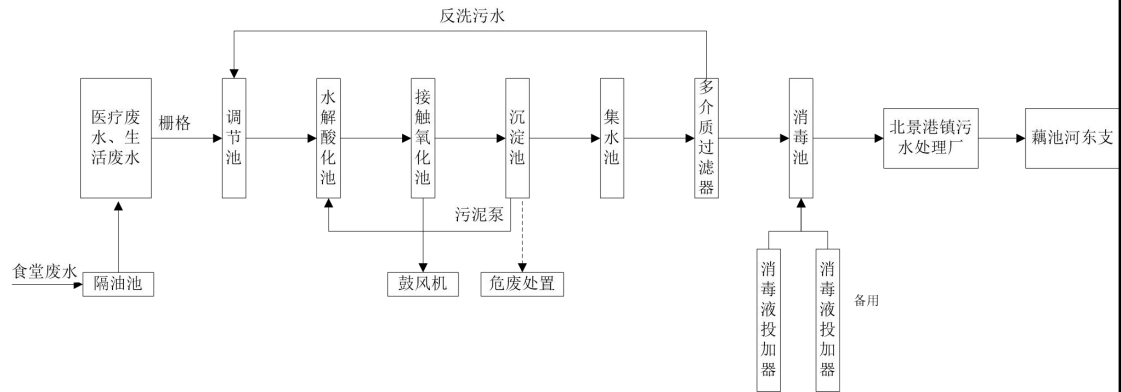 反洗污水
医疗废
水、生
活废水
栅格
调节池
水解酸化池
接触氧化池
沉淀池
集水池
多介质过滤器
消毒池
北景港镇污
水处理厂
藕池河东支
污泥泵
食堂废水
隔油池
鼓风机
危废处置
消毒液投加器
消毒液投加器
备用